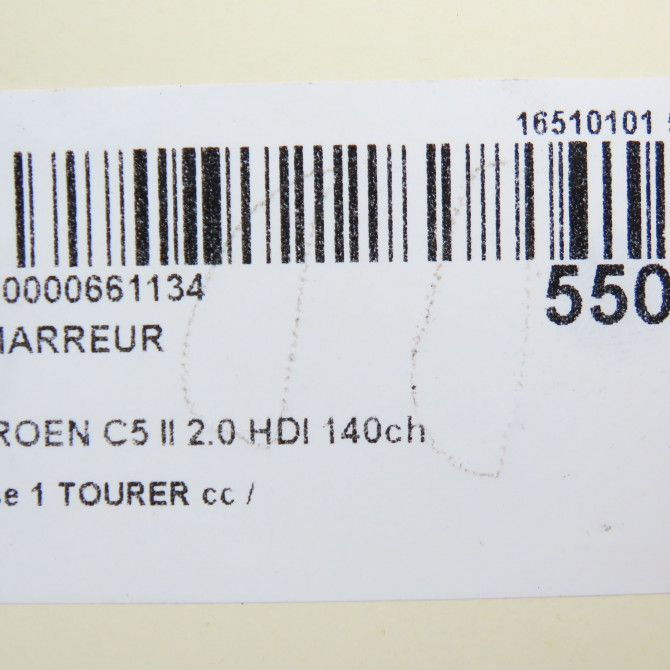 16510101
0000661134
550
MARREUR
ROEN C5 II 2.0 HDI 140ch
se 1 TOURER cc /